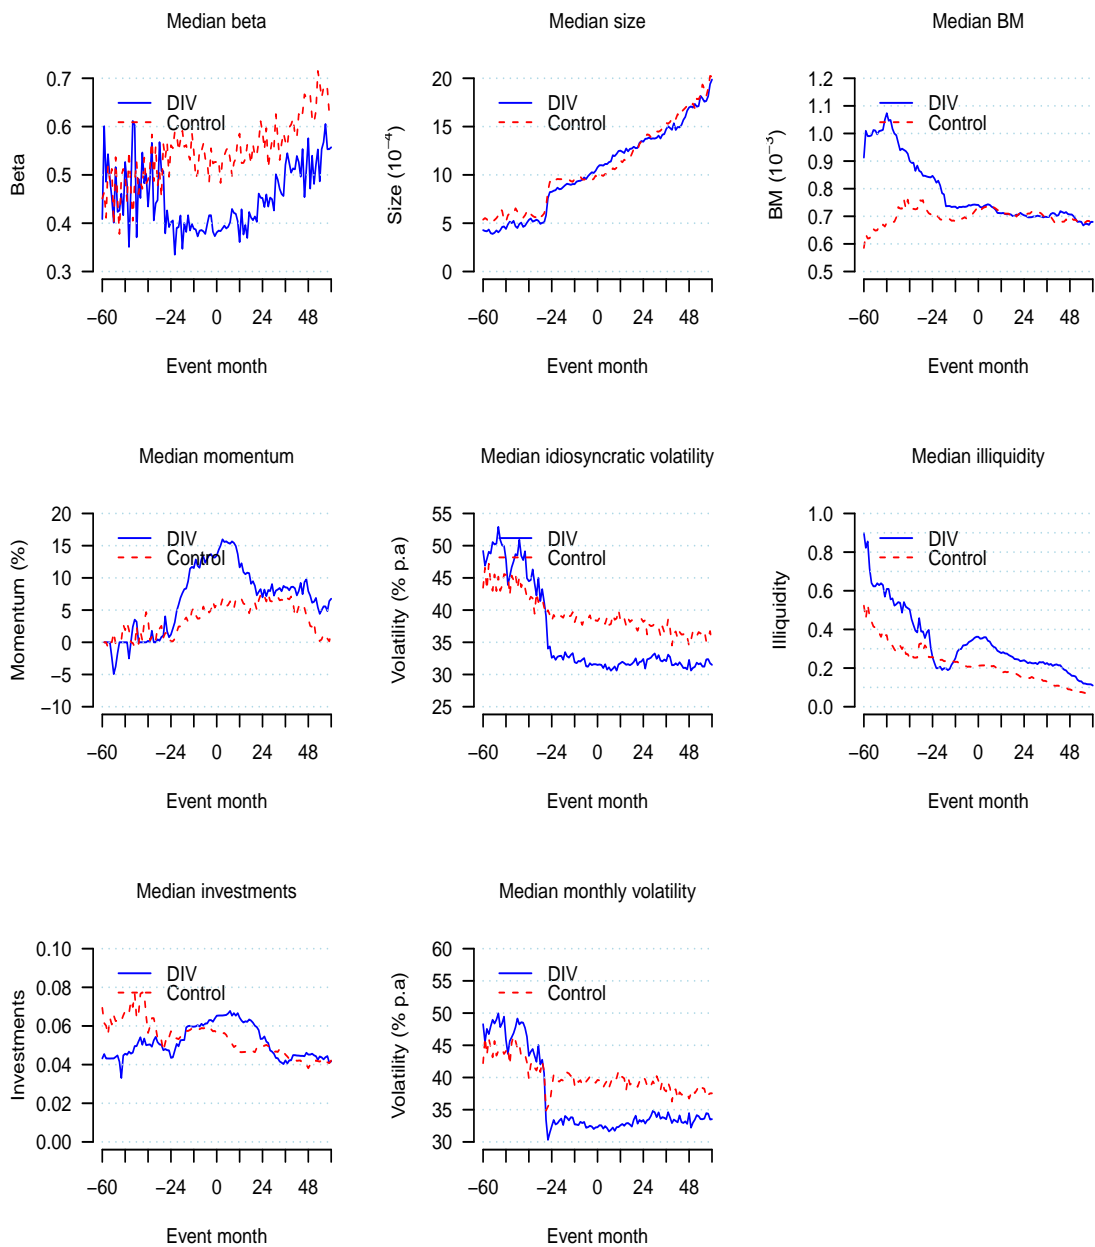 Median beta
Beta
0.7
0.6
0.5
0.4
0.3
DIV
Control
−60 −24 0 24 48
Event month
Median size
Size (10⁻⁴)
20
15
10
5
0
DIV
Control
−60 −24 0 24 48
Event month
Median BM
BM (10⁻³)
1.2
1.1
1.0
0.9
0.8
0.7
0.6
0.5
DIV
Control
−60 −24 0 24 48
Event month
Median momentum
Momentum (%)
20
15
10
5
0
−5
−10
DIV
Control
−60 −24 0 24 48
Event month
Median idiosyncratic volatility
Volatility (% p.a)
55
50
45
40
35
30
25
DIV
Control
−60 −24 0 24 48
Event month
Median illiquidity
Illiquidity
1.0
0.8
0.6
0.4
0.2
0.0
DIV
Control
−60 −24 0 24 48
Event month
Median investments
Investments
0.10
0.08
0.06
0.04
0.02
0.00
DIV
Control
−60 −24 0 24 48
Event month
Median monthly volatility
Volatility (% p.a)
60
55
50
45
40
35
30
DIV
Control
−60 −24 0 24 48
Event month